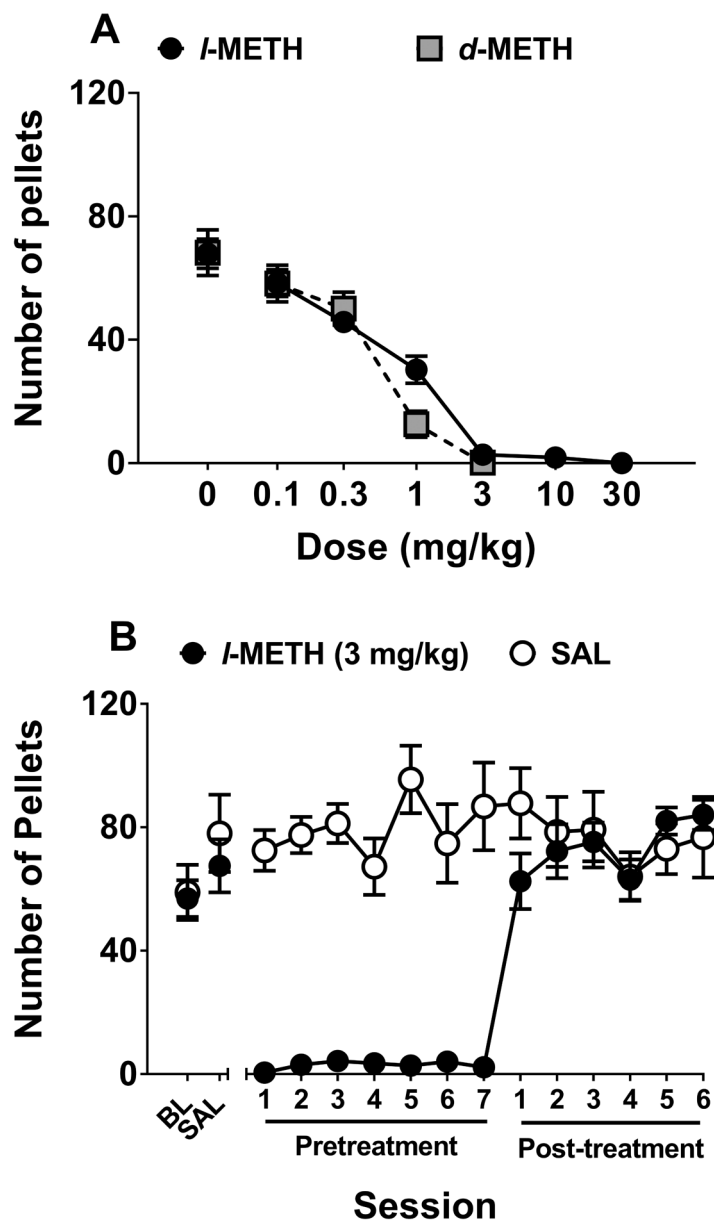 A
l-METH d-METH
Number of pellets
120
80
40
0
0 0.1 0.3 1 3 10 30
Dose (mg/kg)
B
l-METH (3 mg/kg) SAL
Number of Pellets
120
80
40
0
BL SAL 1 2 3 4 5 6 7 1 2 3 4 5 6
Pretreatment Post-treatment
Session